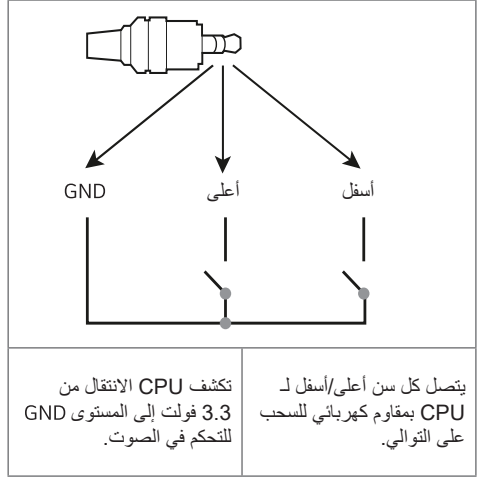 أسفل أعلى GND
يتصل كل سن أعلى/أسفل لـ
CPU بمقاوم كهربائي للسحب
على التوالي.
تكشف CPU الانتقال من
3.3 فولت إلى المستوى GND
للتحكم في الصوت.